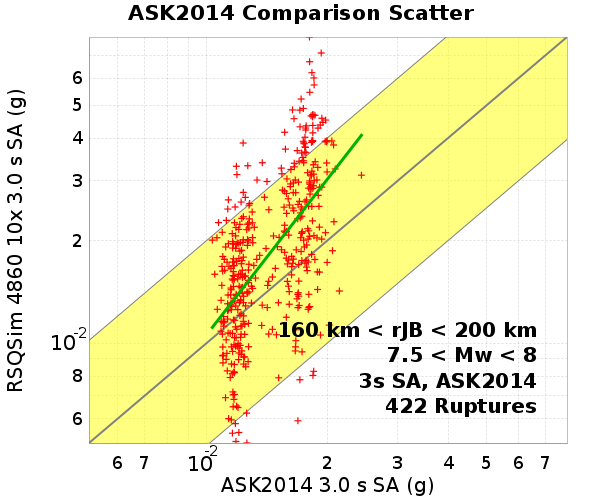 ASK2014 Comparison Scatter
RSQSim 4860 10x 3.0 s SA (g)
6
5
4
3
2
10-2
8
6
160 km < rJB < 200 km
7.5 < Mw < 8
3s SA, ASK2014
422 Ruptures
6 7 10-2 2 3 4 5 6 7
ASK2014 3.0 s SA (g)